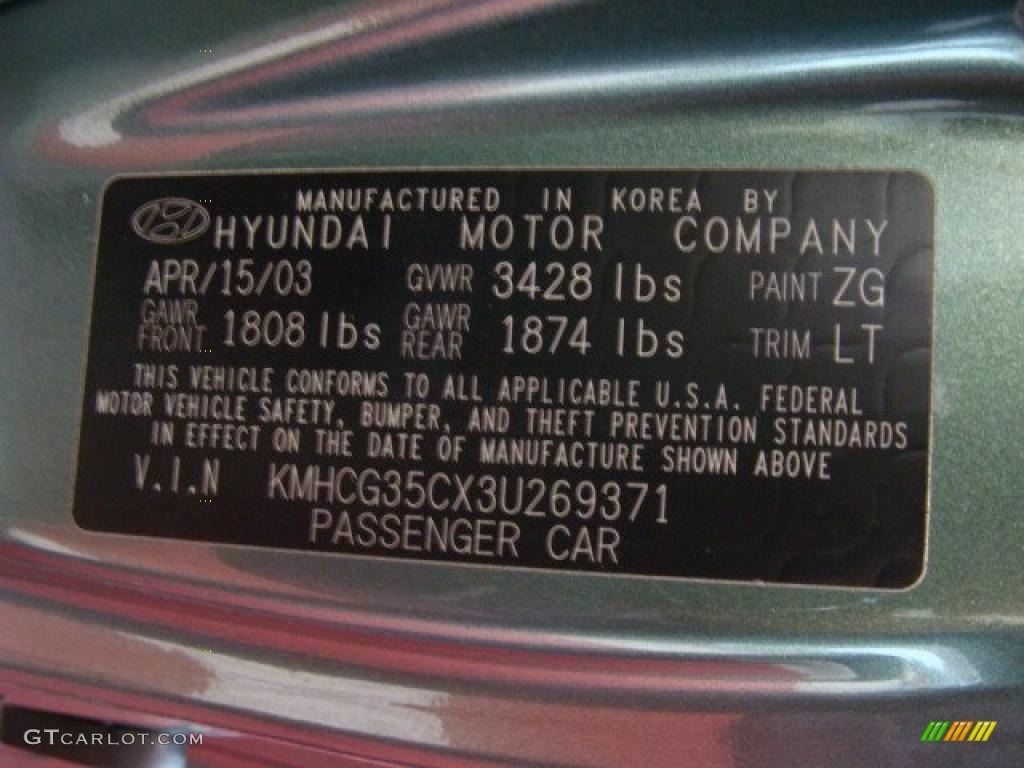 MANUFACTURED IN KOREA BY
HYUNDAI MOTOR COMPANY
APR/15/03 GVWR 3428 lbs PAINT ZG
GAWR FRONT 1808 lbs GAWR REAR 1874 lbs TRIM LT
THIS VEHICLE CONFORMS TO ALL APPLICABLE U.S.A. FEDERAL
MOTOR VEHICLE SAFETY, BUMPER, AND THEFT PREVENTION STANDARDS
IN EFFECT ON THE DATE OF MANUFACTURE SHOWN ABOVE
V.I.N KMHCG35CX3U269371
PASSENGER CAR
GTCARLOT.COM